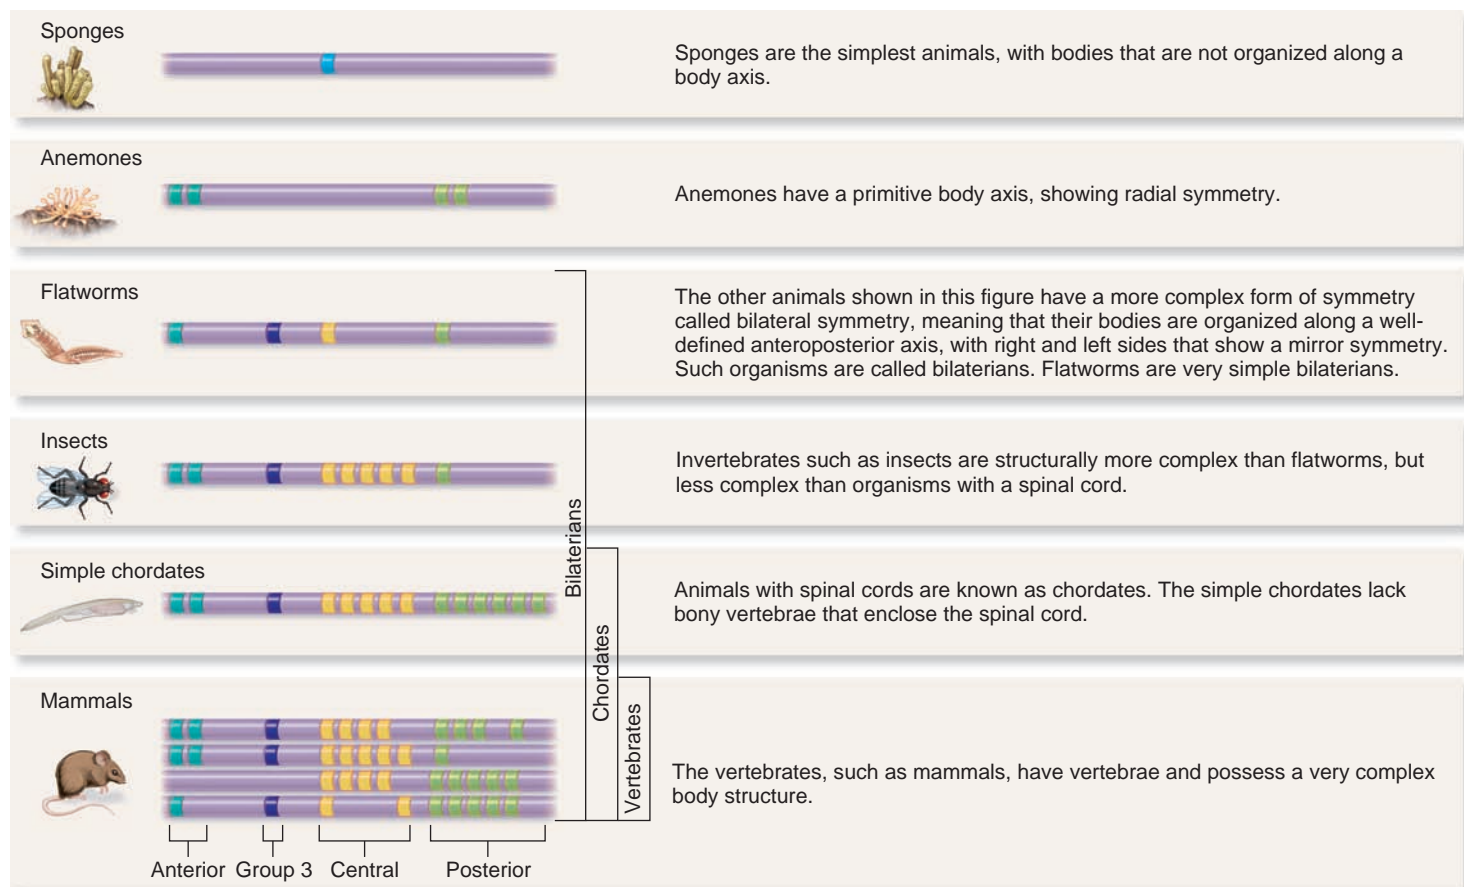 Sponges
Sponges are the simplest animals, with bodies that are not organized along a
body axis.
Anemones
Anemones have a primitive body axis, showing radial symmetry.
Flatworms
The other animals shown in this figure have a more complex form of symmetry
called bilateral symmetry, meaning that their bodies are organized along a well-
defined anteroposterior axis, with right and left sides that show a mirror symmetry.
Such organisms are called bilaterians. Flatworms are very simple bilaterians.
Insects
Invertebrates such as insects are structurally more complex than flatworms, but
less complex than organisms with a spinal cord.
Bilaterians
Simple chordates
Animals with spinal cords are known as chordates. The simple chordates lack
bony vertebrae that enclose the spinal cord.
Chordates
Mammals
Vertebrates
The vertebrates, such as mammals, have vertebrae and possess a very complex
body structure.
Anterior Group 3 Central Posterior